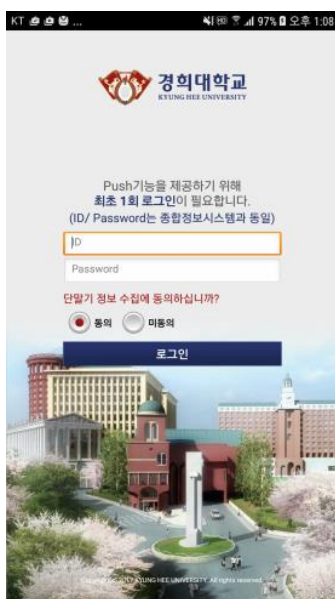 KT ... HD 97% 오후 1:08
경희대학교
KYUNG HEE UNIVERSITY
Push기능을 제공하기 위해
최초 1회 로그인이 필요합니다.
(ID/ Password는 종합정보시스템과 동일)
ID
Password
단말기 정보 수집에 동의하십니까?
동의 미동의
로그인
Copyright(c) 2017 KYUNG HEE UNIVERSITY. All rights reserved.